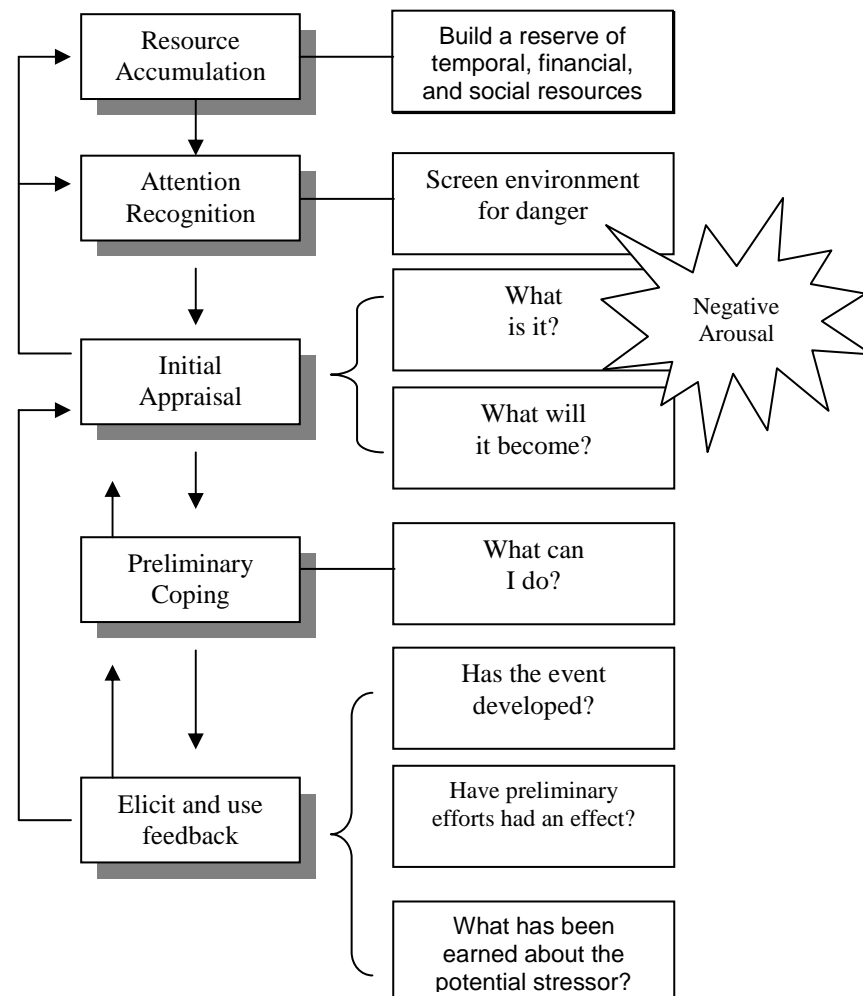 Resource
Accumulation
Build a reserve of
temporal, financial,
and social resources
Attention
Recognition
Screen environment
for danger
Initial
Appraisal
What
is it?
Negative
Arousal
What will
it become?
Preliminary
Coping
What can
I do?
Elicit and use
feedback
Has the event
developed?
Have preliminary
efforts had an effect?
What has been
earned about the
potential stressor?